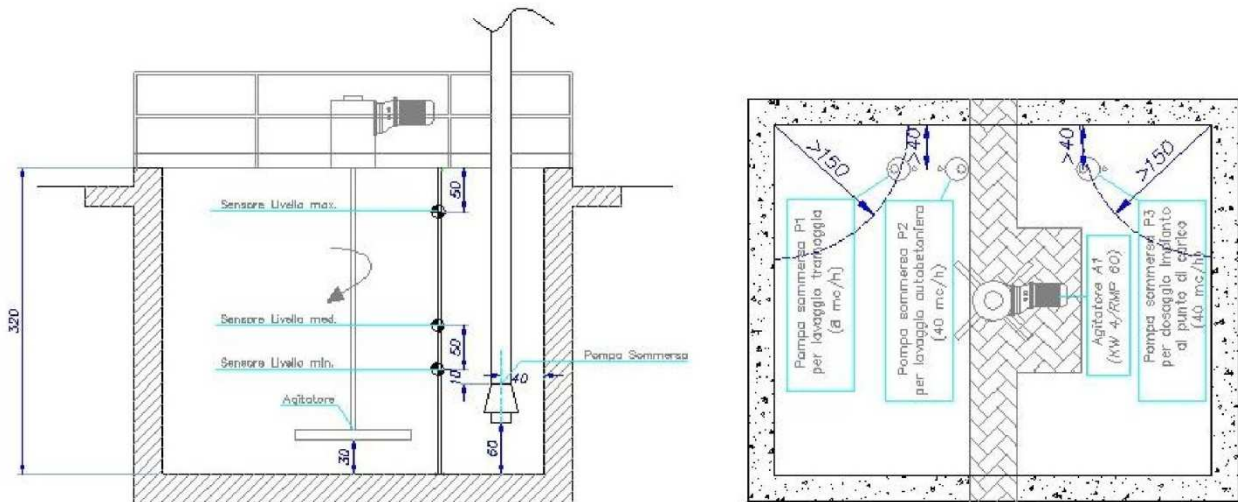 50
Sensore Livello max.
320
Sensore Livello med.
50
Sensore Livello min.
Pompa Sommersa
10
40
Agitatore
30
60
>150
>40
>40
>150
Pompa sommersa P1
per lavaggio tramoggia
(8 mc/h)
Pompa sommersa P2
per lavaggio autobetoniera
(40 mc/h)
Agitatore A1
(KW 4/RMP 60)
Pompa sommersa P3
per dosaggio Impianto
al punto di carico
(40 mc/h)